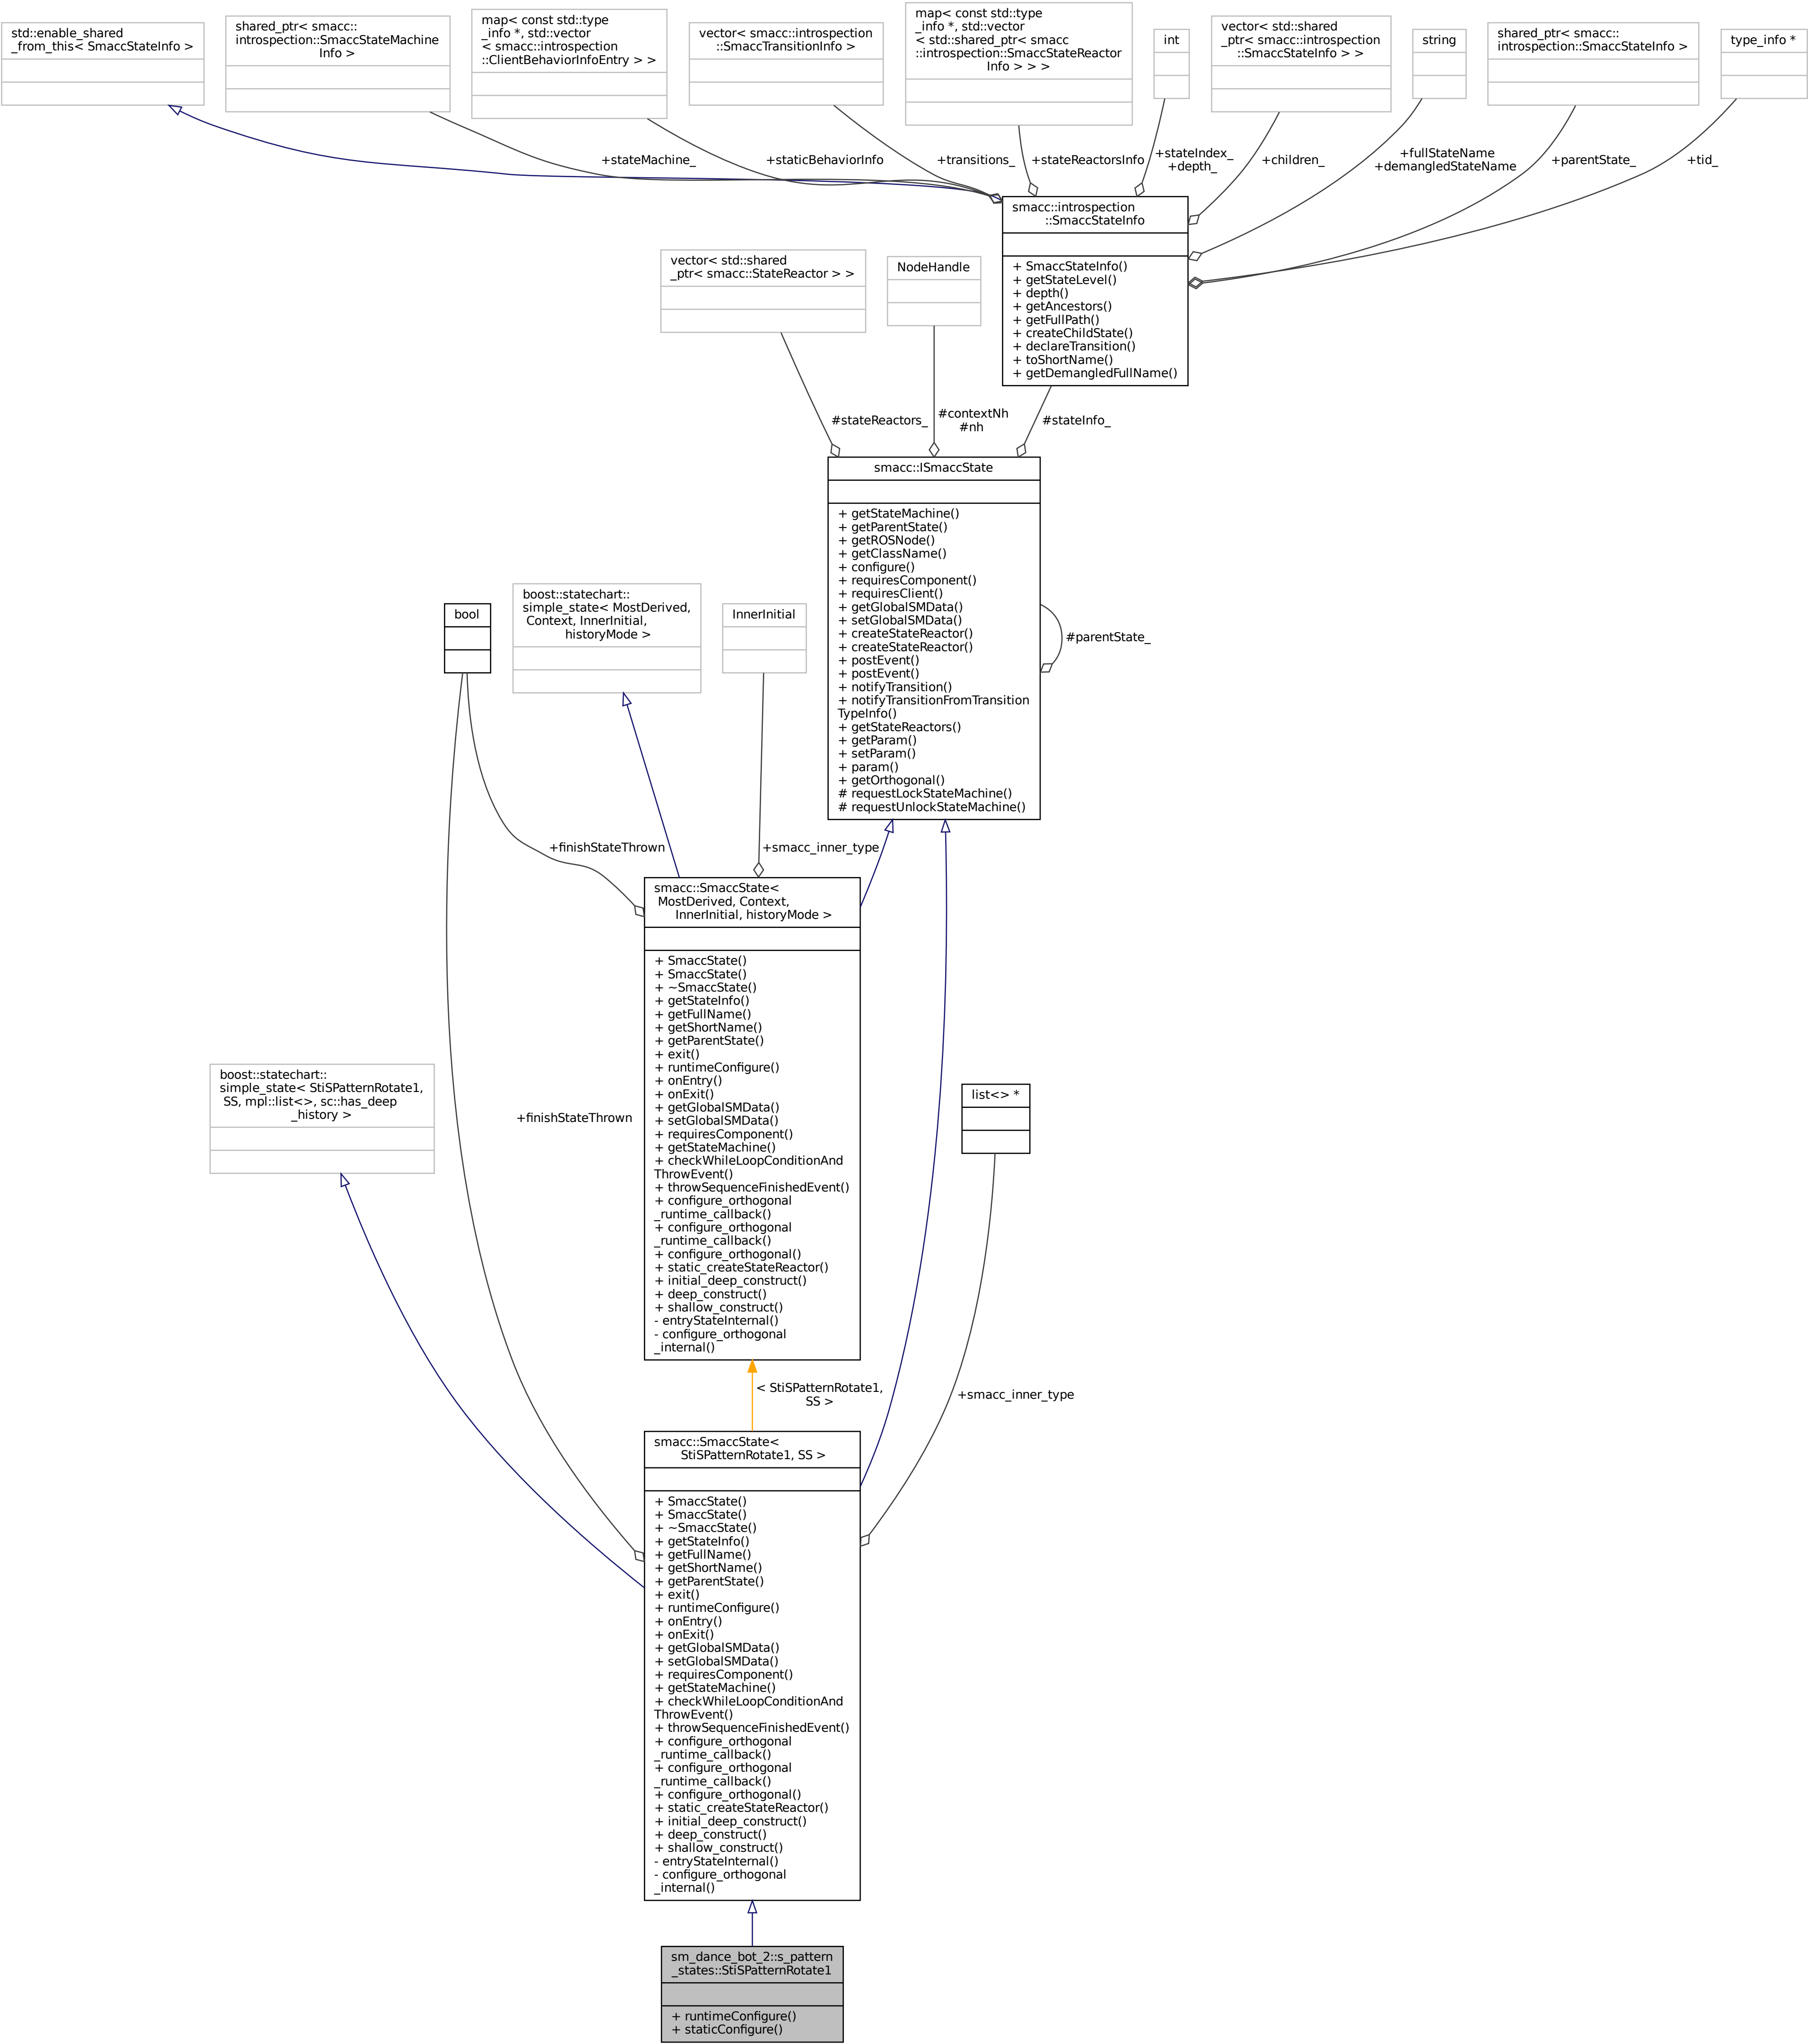 std::enable_shared
_from_this< SmaccStateInfo >
shared_ptr< smacc::
introspection::SmaccStateMachine
Info >
map< const std::type
_info *, std::vector
< smacc::introspection
::ClientBehaviorInfoEntry > >
vector< smacc::introspection
::SmaccTransitionInfo >
map< const std::type
_info *, std::vector
< std::shared_ptr< smacc
::introspection::SmaccStateReactor
Info > > >
int
vector< std::shared
_ptr< smacc::introspection
::SmaccStateInfo > >
string
shared_ptr< smacc::
introspection::SmaccStateInfo >
type_info *
+stateMachine_
+staticBehaviorInfo
+transitions_
+stateReactorsInfo
+stateIndex_
+depth_
+children_
+fullStateName
+demangledStateName
+parentState_
+tid_
smacc::introspection
::SmaccStateInfo
+ SmaccStateInfo()
+ getStateLevel()
+ depth()
+ getAncestors()
+ getFullPath()
+ createChildState()
+ declareTransition()
+ toShortName()
+ getDemangledFullName()
vector< std::shared
_ptr< smacc::StateReactor > >
NodeHandle
#stateReactors_
#contextNh
#nh
#stateInfo_
smacc::ISmaccState
+ getStateMachine()
+ getParentState()
+ getROSNode()
+ getClassName()
+ configure()
+ requiresComponent()
+ requiresClient()
+ getGlobalSMData()
+ setGlobalSMData()
+ createStateReactor()
+ createStateReactor()
+ postEvent()
+ postEvent()
+ notifyTransition()
+ notifyTransitionFromTransition
TypeInfo()
+ getStateReactors()
+ getParam()
+ setParam()
+ param()
+ getOrthogonal()
# requestLockStateMachine()
# requestUnlockStateMachine()
#parentState_
bool
boost::statechart::
simple_state< MostDerived,
Context, InnerInitial,
historyMode >
InnerInitial
+finishStateThrown
+smacc_inner_type
smacc::SmaccState<
MostDerived, Context,
InnerInitial, historyMode >
+ SmaccState()
+ SmaccState()
+ ~SmaccState()
+ getStateInfo()
+ getFullName()
+ getShortName()
+ getParentState()
+ exit()
+ runtimeConfigure()
+ onEntry()
+ onExit()
+ getGlobalSMData()
+ setGlobalSMData()
+ requiresComponent()
+ getStateMachine()
+ checkWhileLoopConditionAnd
ThrowEvent()
+ throwSequenceFinishedEvent()
+ configure_orthogonal
_runtime_callback()
+ configure_orthogonal
_runtime_callback()
+ configure_orthogonal()
+ static_createStateReactor()
+ initial_deep_construct()
+ deep_construct()
+ shallow_construct()
- entryStateInternal()
- configure_orthogonal
_internal()
boost::statechart::
simple_state< StiSPatternRotate1,
SS, mpl::list<>, sc::has_deep
_history >
+finishStateThrown
list<> *
< StiSPatternRotate1,
SS >
+smacc_inner_type
smacc::SmaccState<
StiSPatternRotate1, SS >
+ SmaccState()
+ SmaccState()
+ ~SmaccState()
+ getStateInfo()
+ getFullName()
+ getShortName()
+ getParentState()
+ exit()
+ runtimeConfigure()
+ onEntry()
+ onExit()
+ getGlobalSMData()
+ setGlobalSMData()
+ requiresComponent()
+ getStateMachine()
+ checkWhileLoopConditionAnd
ThrowEvent()
+ throwSequenceFinishedEvent()
+ configure_orthogonal
_runtime_callback()
+ configure_orthogonal
_runtime_callback()
+ configure_orthogonal()
+ static_createStateReactor()
+ initial_deep_construct()
+ deep_construct()
+ shallow_construct()
- entryStateInternal()
- configure_orthogonal
_internal()
sm_dance_bot_2::s_pattern
_states::StiSPatternRotate1
+ runtimeConfigure()
+ staticConfigure()